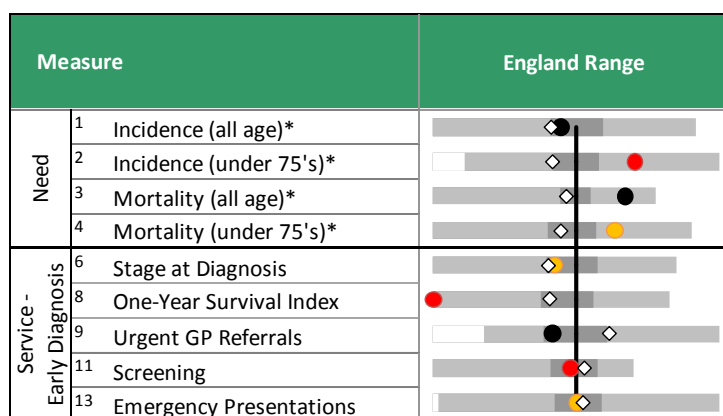 Measure
England Range
Need
1 Incidence (all age)*
2 Incidence (under 75's)*
3 Mortality (all age)*
4 Mortality (under 75's)*
Service -
Early Diagnosis
6 Stage at Diagnosis
8 One-Year Survival Index
9 Urgent GP Referrals
11 Screening
13 Emergency Presentations